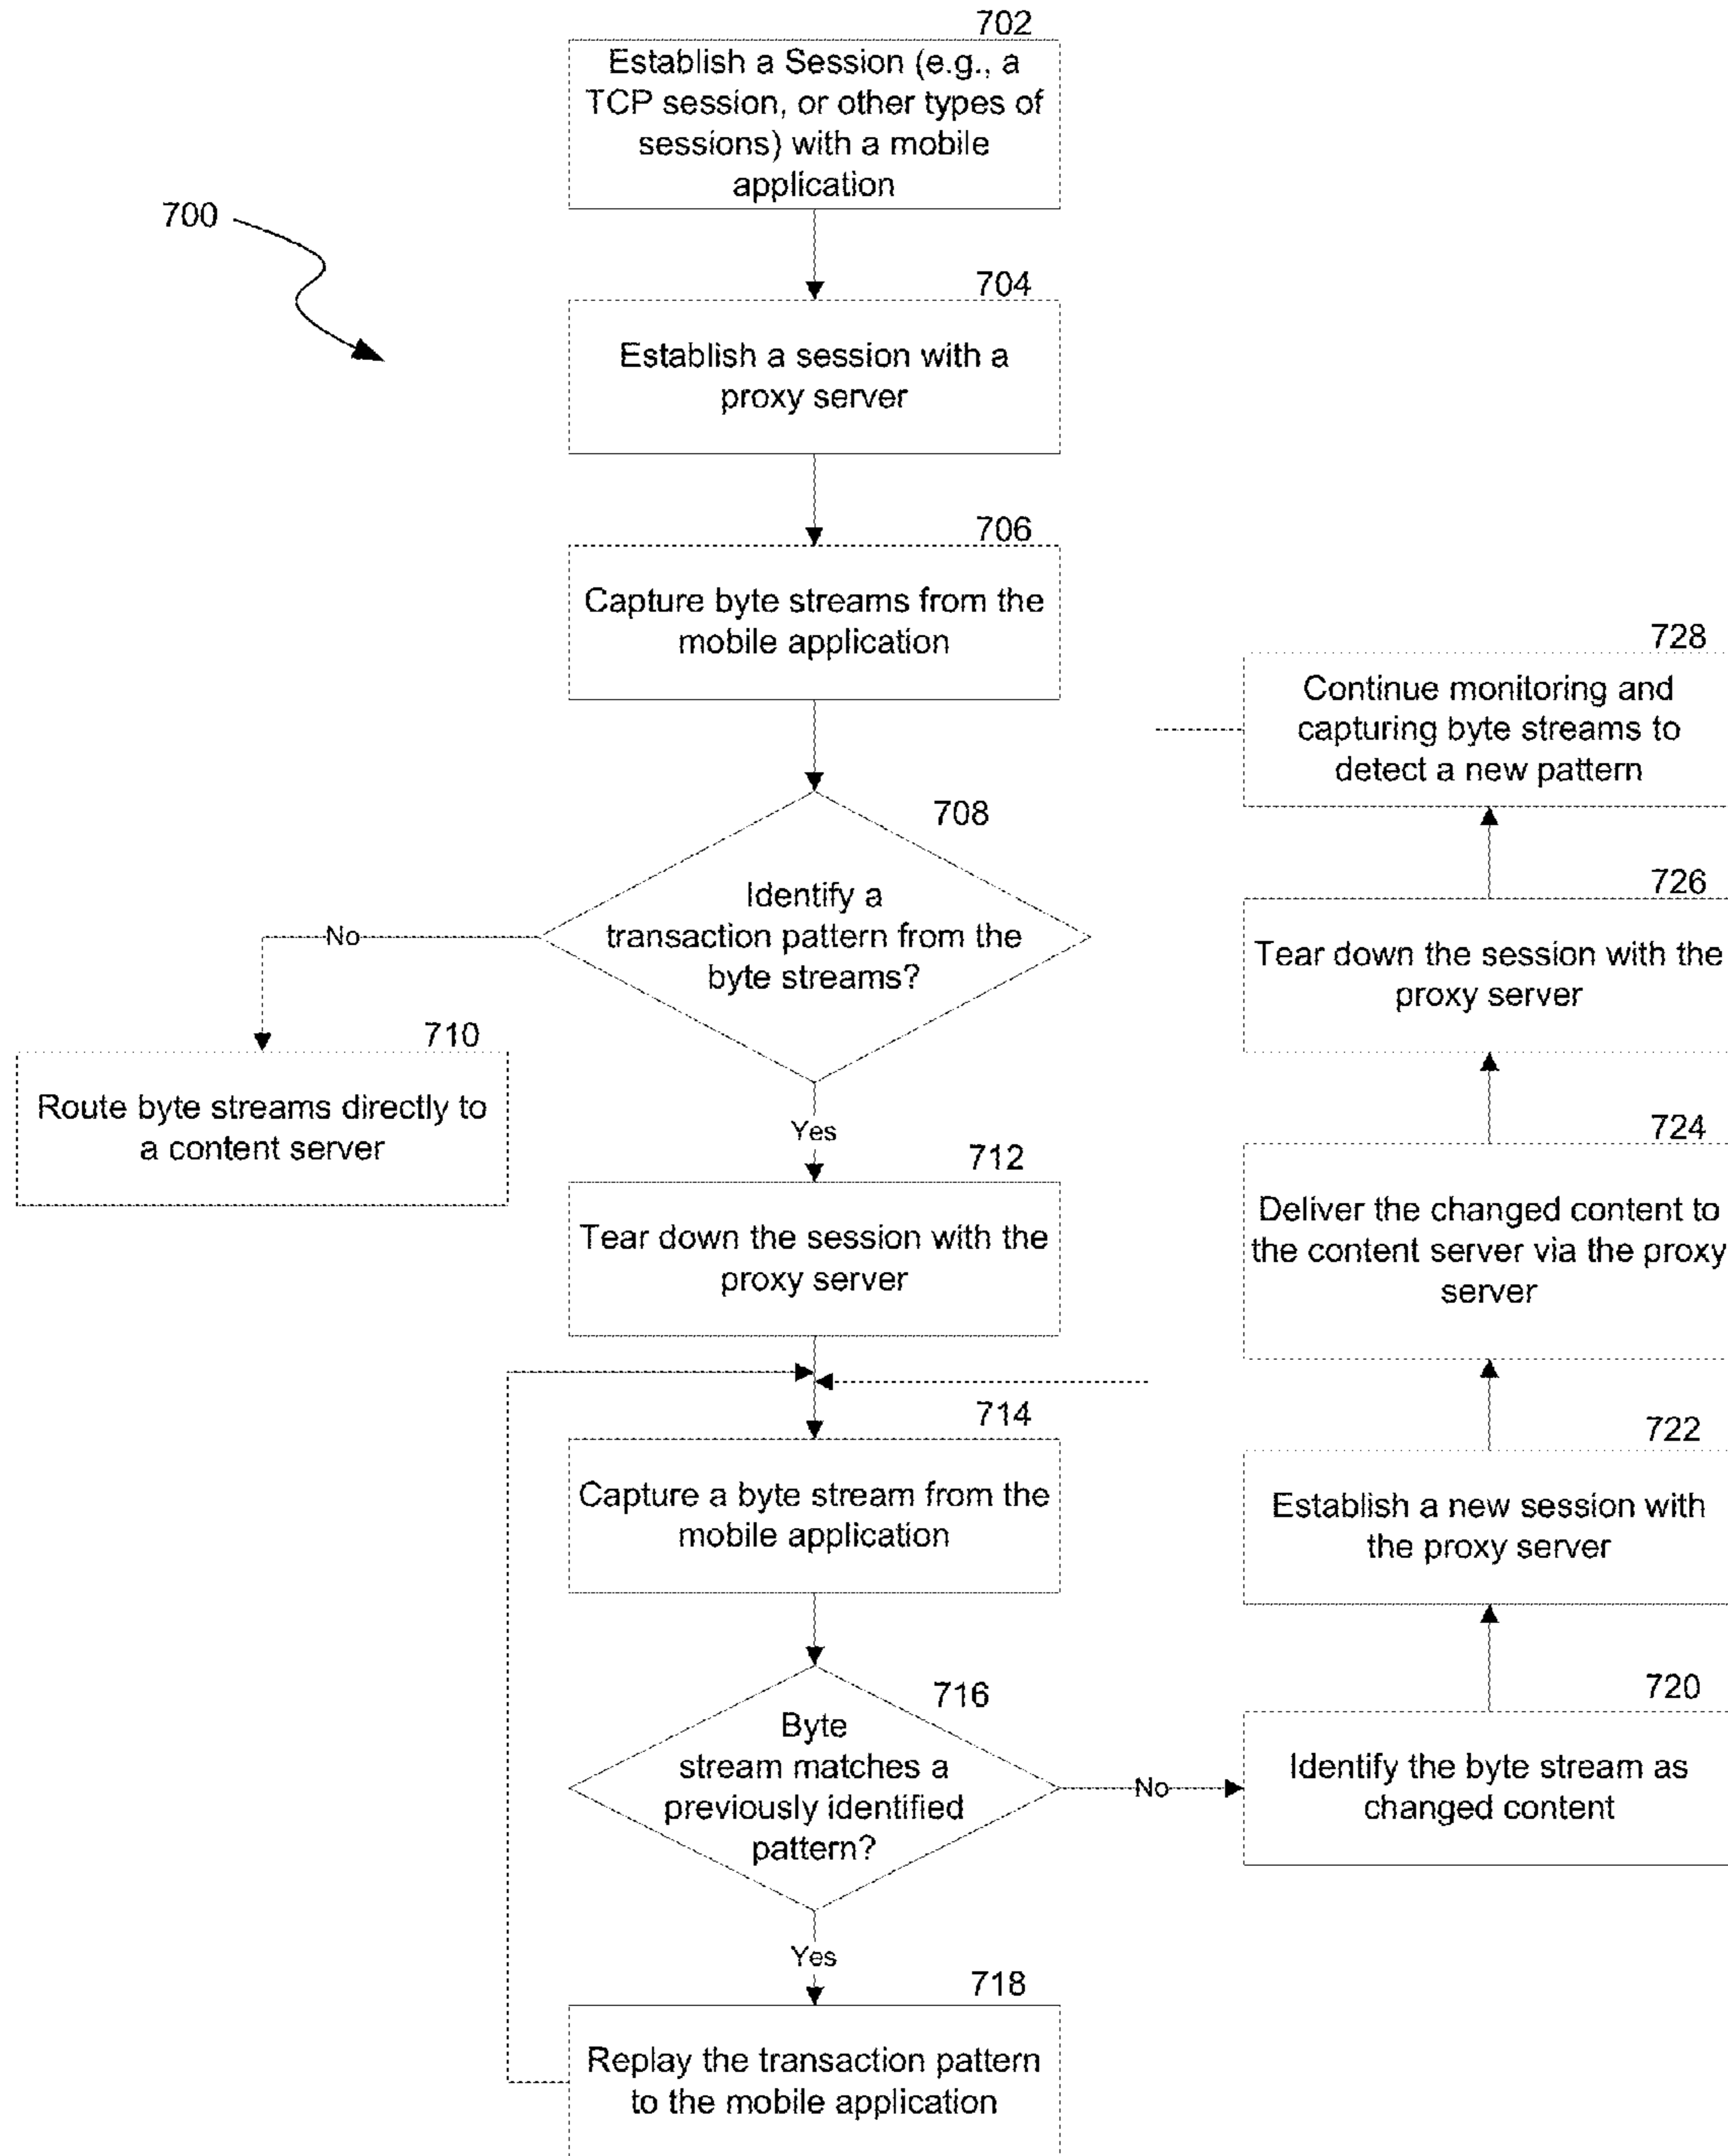 702
Establish a Session (e.g., a
TCP session, or other types of
sessions) with a mobile
application
700
704
Establish a session with a
proxy server
706
Capture byte streams from the
mobile application
708
Identify a
transaction pattern from the
byte streams?
No
710
Route byte streams directly to
a content server
Yes
712
Tear down the session with the
proxy server
714
Capture a byte stream from the
mobile application
716
Byte
stream matches a
previously identified
pattern?
Yes
718
Replay the transaction pattern
to the mobile application
No
720
Identify the byte stream as
changed content
722
Establish a new session with
the proxy server
724
Deliver the changed content to
the content server via the proxy
server
726
Tear down the session with the
proxy server
728
Continue monitoring and
capturing byte streams to
detect a new pattern